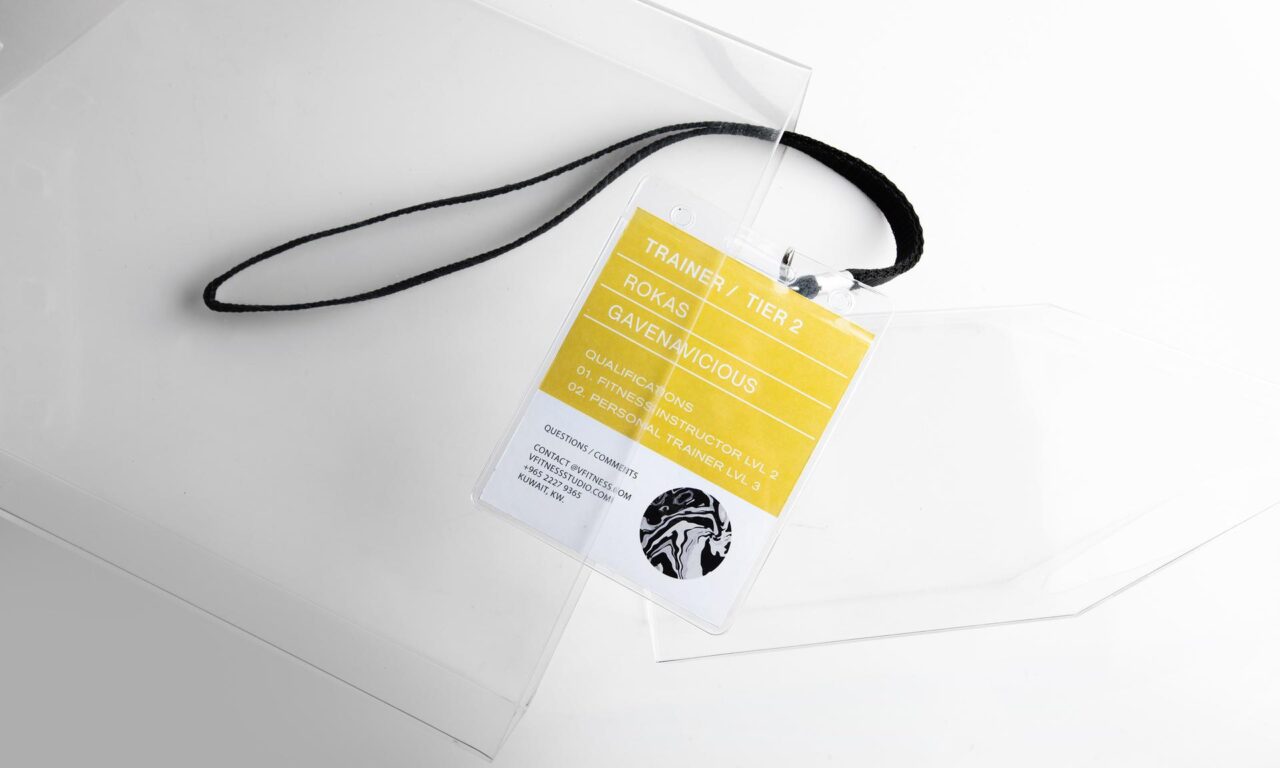 TRAINER / TIER 2
ROKAS
GAVENAVICIOUS
QUALIFICATIONS
01. FITNESS INSTRUCTOR LVL 2
02. PERSONAL TRAINER LVL 3
QUESTIONS / COMMENTS
CONTACT @VFITNESS.COM
VFITNESSSTUDIO.COM
+965 2227 9365
KUWAIT, KW.